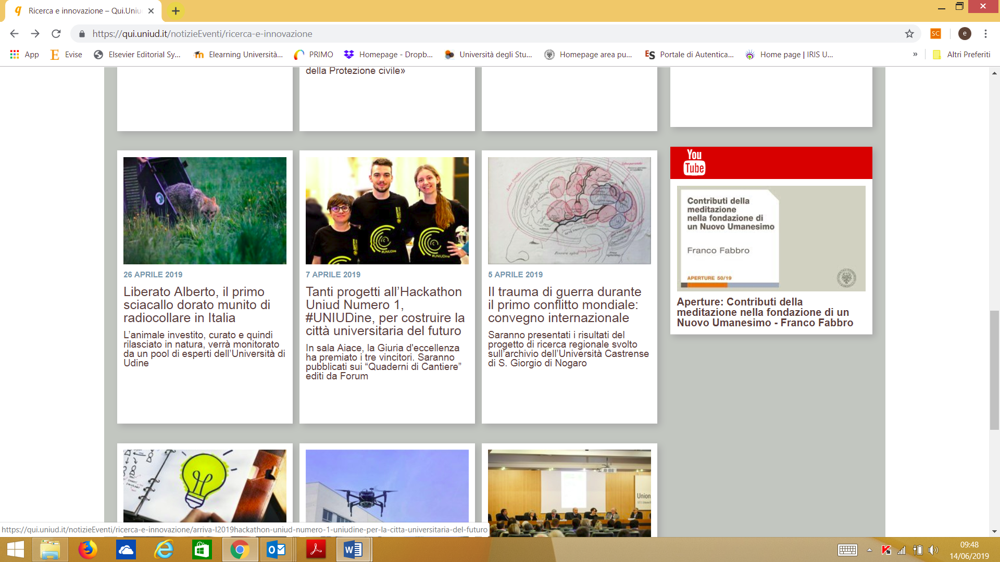 Ricerca e innovazione – Qui.Uniu
https://qui.uniud.it/notizieEventi/ricerca-e-innovazione
SC
e
App
Evise
Elsevier Editorial Sy...
Elearning Università...
PRIMO
Homepage - Dropb...
Università degli Stu...
Homepage area pu...
Portale di Autentica...
Home page | IRIS U...
»
Altri Preferiti
della Protezione civile»
26 APRILE 2019
Liberato Alberto, il primo
sciacallo dorato munito di
radiocollare in Italia
L’animale investito, curato e quindi
rilasciato in natura, verrà monitorato
da un pool di esperti dell’Università di
Udine
#UNIUDine
#UNIUDine
7 APRILE 2019
Tanti progetti all’Hackathon
Uniud Numero 1,
#UNIUDine, per costruire la
città universitaria del futuro
In sala Aiace, la Giuria d'eccellenza
ha premiato i tre vincitori. Saranno
pubblicati sui “Quaderni di Cantiere”
editi da Forum
5 APRILE 2019
Il trauma di guerra durante
il primo conflitto mondiale:
convegno internazionale
Saranno presentati i risultati del
progetto di ricerca regionale svolto
sull’archivio dell’Università Castrense
di S. Giorgio di Nogaro
You
Tube
Contributi della
meditazione
nella fondazione di
un Nuovo Umanesimo
Franco Fabbro
APERTURE 50/19
Aperture: Contributi della
meditazione nella fondazione di un
Nuovo Umanesimo - Franco Fabbro
Union
https://qui.uniud.it/notizieEventi/ricerca-e-innovazione/arriva-l2019hackathon-uniud-numero-1-uniudine-per-la-citta-universitaria-del-futuro
09:48
14/06/2019